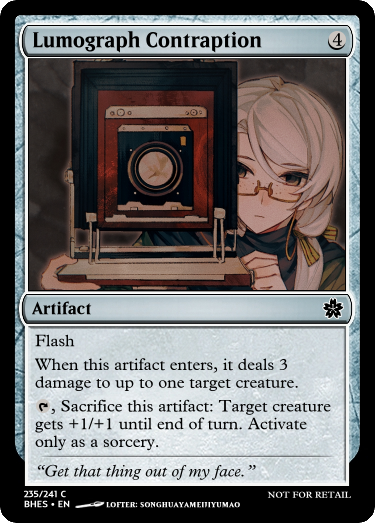 Lumograph Contraption 4
Artifact
Flash
When this artifact enters, it deals 3
damage to up to one target creature.
, Sacrifice this artifact: Target creature
gets +1/+1 until end of turn. Activate
only as a sorcery.
“Get that thing out of my face.”
235/241 C
BHES • EN LOFTER: SONGHUAYAMEIJIYUMAO
NOT FOR RETAIL